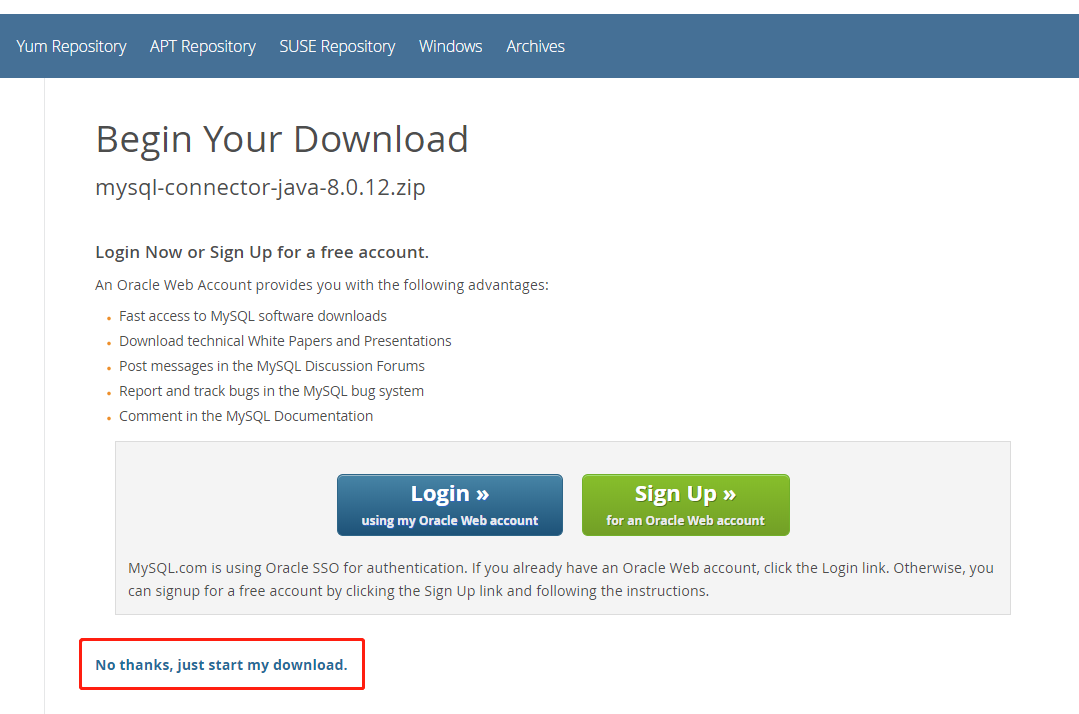 Yum Repository APT Repository SUSE Repository Windows Archives
Begin Your Download
mysql-connector-java-8.0.12.zip
Login Now or Sign Up for a free account.
An Oracle Web Account provides you with the following advantages:
Fast access to MySQL software downloads
Download technical White Papers and Presentations
Post messages in the MySQL Discussion Forums
Report and track bugs in the MySQL bug system
Comment in the MySQL Documentation
Login »
using my Oracle Web account
Sign Up »
for an Oracle Web account
MySQL.com is using Oracle SSO for authentication. If you already have an Oracle Web account, click the Login link. Otherwise, you
can signup for a free account by clicking the Sign Up link and following the instructions.
No thanks, just start my download.